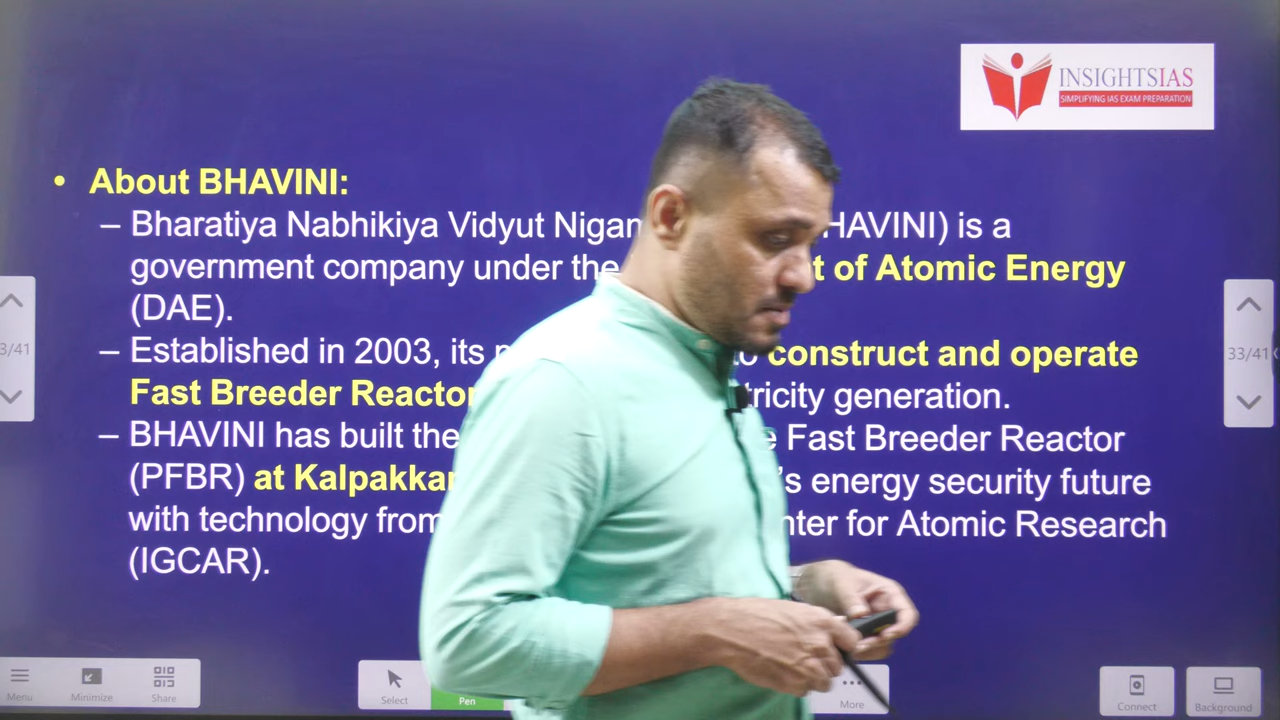 INSIGHTSIAS
SIMPLIFYING IAS EXAM PREPARATION
• About BHAVINI:
– Bharatiya Nabhikiya Vidyut Nigam HAVINI) is a
government company under the t of Atomic Energy
(DAE).
– Established in 2003, its to construct and operate
Fast Breeder Reactor tricity generation.
– BHAVINI has built the e Fast Breeder Reactor
(PFBR) at Kalpakkam 's energy security future
with technology from nter for Atomic Research
(IGCAR).
3/41
33/41
Menu Minimize Share Select Pen More Connect Background